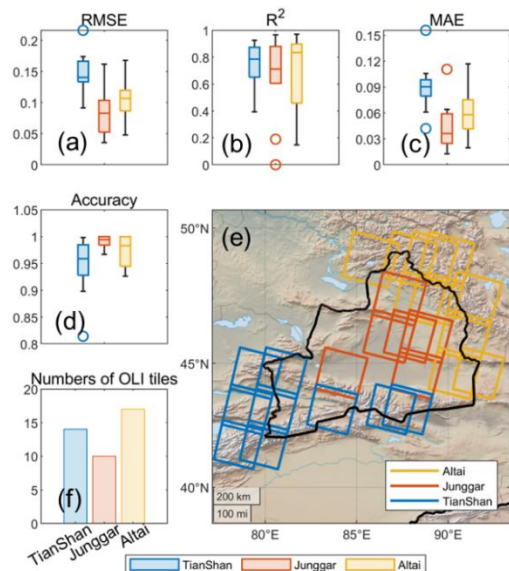 RMSE
R²
MAE
0.2
0.15
0.1
0.05
0
(a)
1
0.8
0.6
0.4
0.2
0
(b)
0.15
0.12
0.09
0.06
0.03
0
(c)
Accuracy
1
0.95
0.9
0.85
0.8
(d)
Numbers of OLI tiles
20
15
10
5
0
(f)
TianShan
Junggar
Altai
(e)
50°N
45°N
40°N
200 km
100 mi
Altai
Junggar
TianShan
80°E
85°E
90°E
TianShan
Junggar
Altai